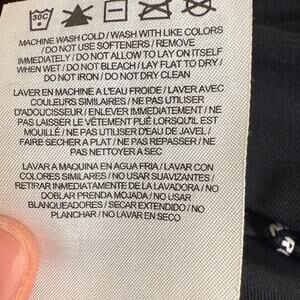 30C
MACHINE WASH COLD / WASH WITH LIKE COLORS
/ DO NOT USE SOFTENERS / REMOVE
IMMEDIATELY / DO NOT ALLOW TO LAY ON ITSELF
WHEN WET / DO NOT BLEACH / LAY FLAT TO DRY /
DO NOT IRON / DO NOT DRY CLEAN
LAVER EN MACHINE A L'EAU FROIDE / LAVER AVEC
COULEURS SIMILAIRES / NE PAS UTILISER
D'ADOUCISSEUR / ENLEVER IMMEDIATEMENT / NE
PAS LAISSER LE VÊTEMENT PLIÉ LORSQU'IL EST
MOUILLÉ / NE PAS UTILISER D'EAU DE JAVEL /
FAIRE SECHER A PLAT / NE PAS REPASSER / NE
PAS NETTOYER A SEC
LAVAR A MAQUINA EN AGUA FRIA / LAVAR CON
COLORES SIMILARES / NO USAR SUAVIZANTES /
RETIRAR INMEDIATAMENTE DE LA LAVADORA / NO
DOBLAR PRENDA MOJADA / NO USAR
BLANQUEADORES / SECAR EXTENDIDO / NO
PLANCHAR / NO LAVAR EN SECO